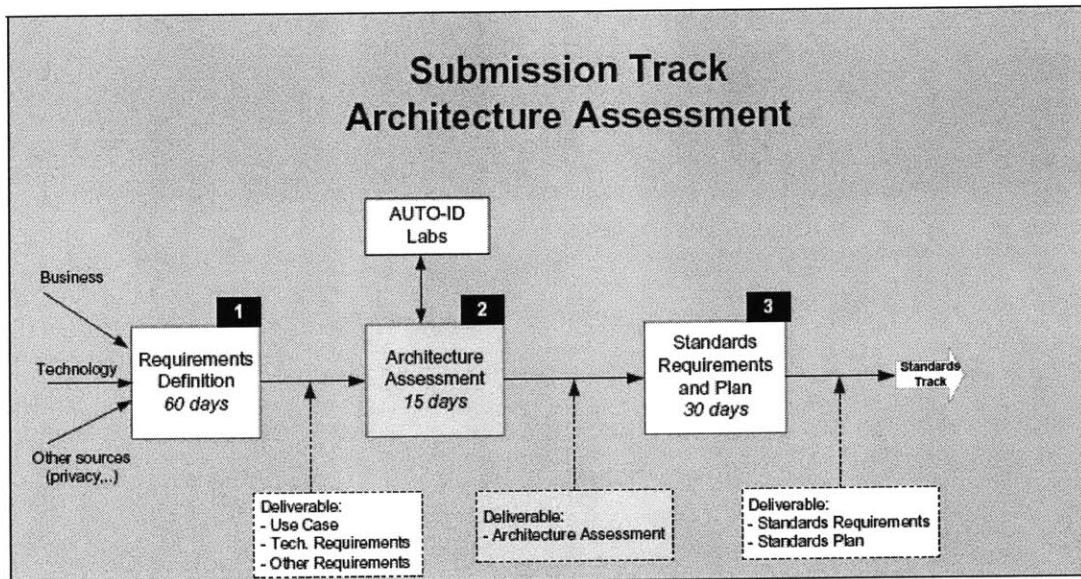 Submission Track
Architecture Assessment
AUTO-ID
Labs
Business
Technology
Other sources
(privacy,..)
1
Requirements
Definition
60 days
2
Architecture
Assessment
15 days
3
Standards
Requirements
and Plan
30 days
Standards
Track
Deliverable:
- Use Case
- Tech. Requirements
- Other Requirements
Deliverable:
- Architecture Assessment
Deliverable:
- Standards Requirements
- Standards Plan